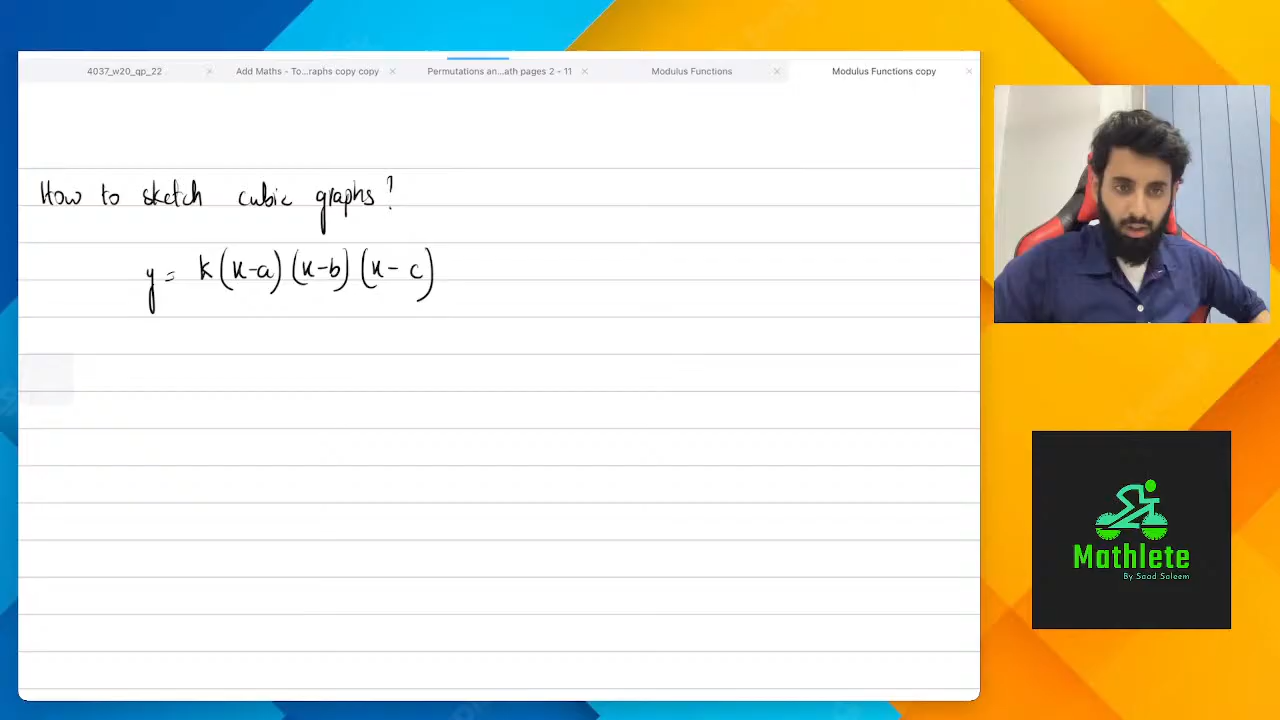 4037_w20_qp_22
Add Maths - To...raphs copy copy
Permutations an...ath pages 2 - 11
Modulus Functions
Modulus Functions copy
How to sketch cubic graphs?
y = k(x-a)(x-b)(x-c)
Mathlete
By Saad Saleem